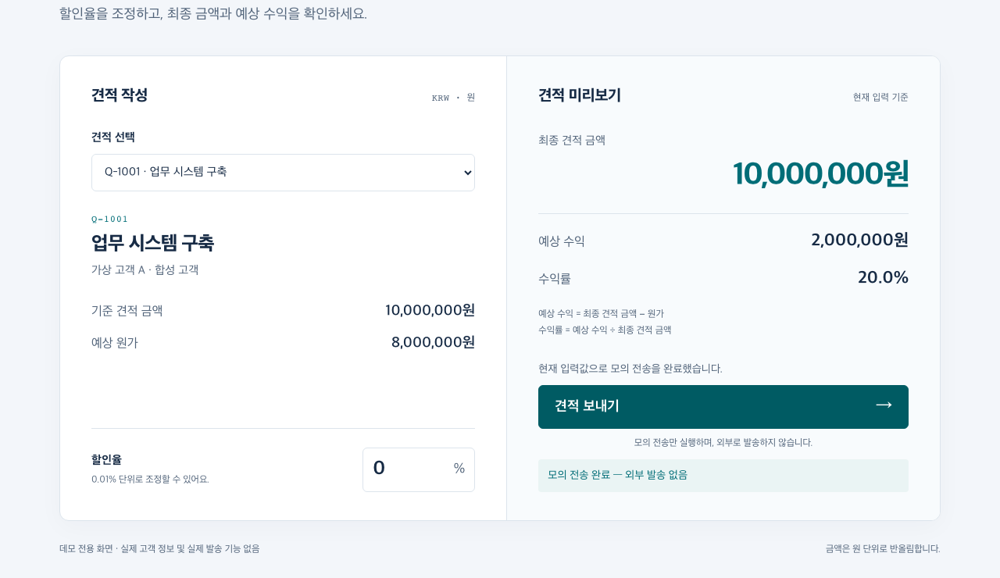 할인율을 조정하고, 최종 금액과 예상 수익을 확인하세요.
견적 작성
KRW · 원
견적 선택
Q-1001 · 업무 시스템 구축
Q-1001
업무 시스템 구축
가상 고객 A · 합성 고객
기준 견적 금액
10,000,000원
예상 원가
8,000,000원
할인율
0.01% 단위로 조정할 수 있어요.
0 %
견적 미리보기
현재 입력 기준
최종 견적 금액
10,000,000원
예상 수익
2,000,000원
수익률
20.0%
예상 수익 = 최종 견적 금액 − 원가
수익률 = 예상 수익 ÷ 최종 견적 금액
현재 입력값으로 모의 전송을 완료했습니다.
견적 보내기 →
모의 전송만 실행하며, 외부로 발송하지 않습니다.
모의 전송 완료 — 외부 발송 없음
데모 전용 화면 · 실제 고객 정보 및 실제 발송 기능 없음
금액은 원 단위로 반올림합니다.